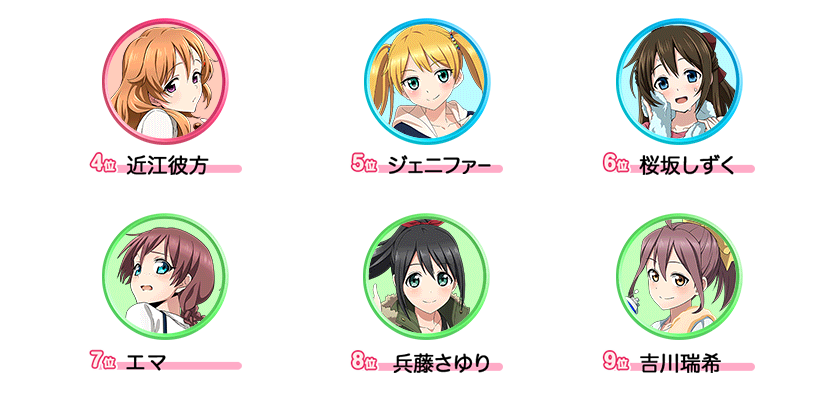 4位 近江彼方
5位 ジェニファー
6位 桜坂しずく
7位 エマ
8位 兵藤さゆり
9位 吉川瑞希